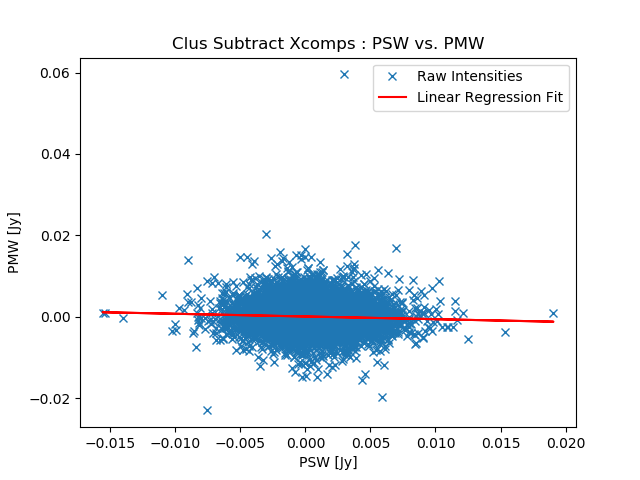 Clus Subtract Xcomps : PSW vs. PMW
Raw Intensities
Linear Regression Fit
PMW [Jy]
0.06
0.04
0.02
0.00
−0.02
−0.015 −0.010 −0.005 0.000 0.005 0.010 0.015 0.020
PSW [Jy]